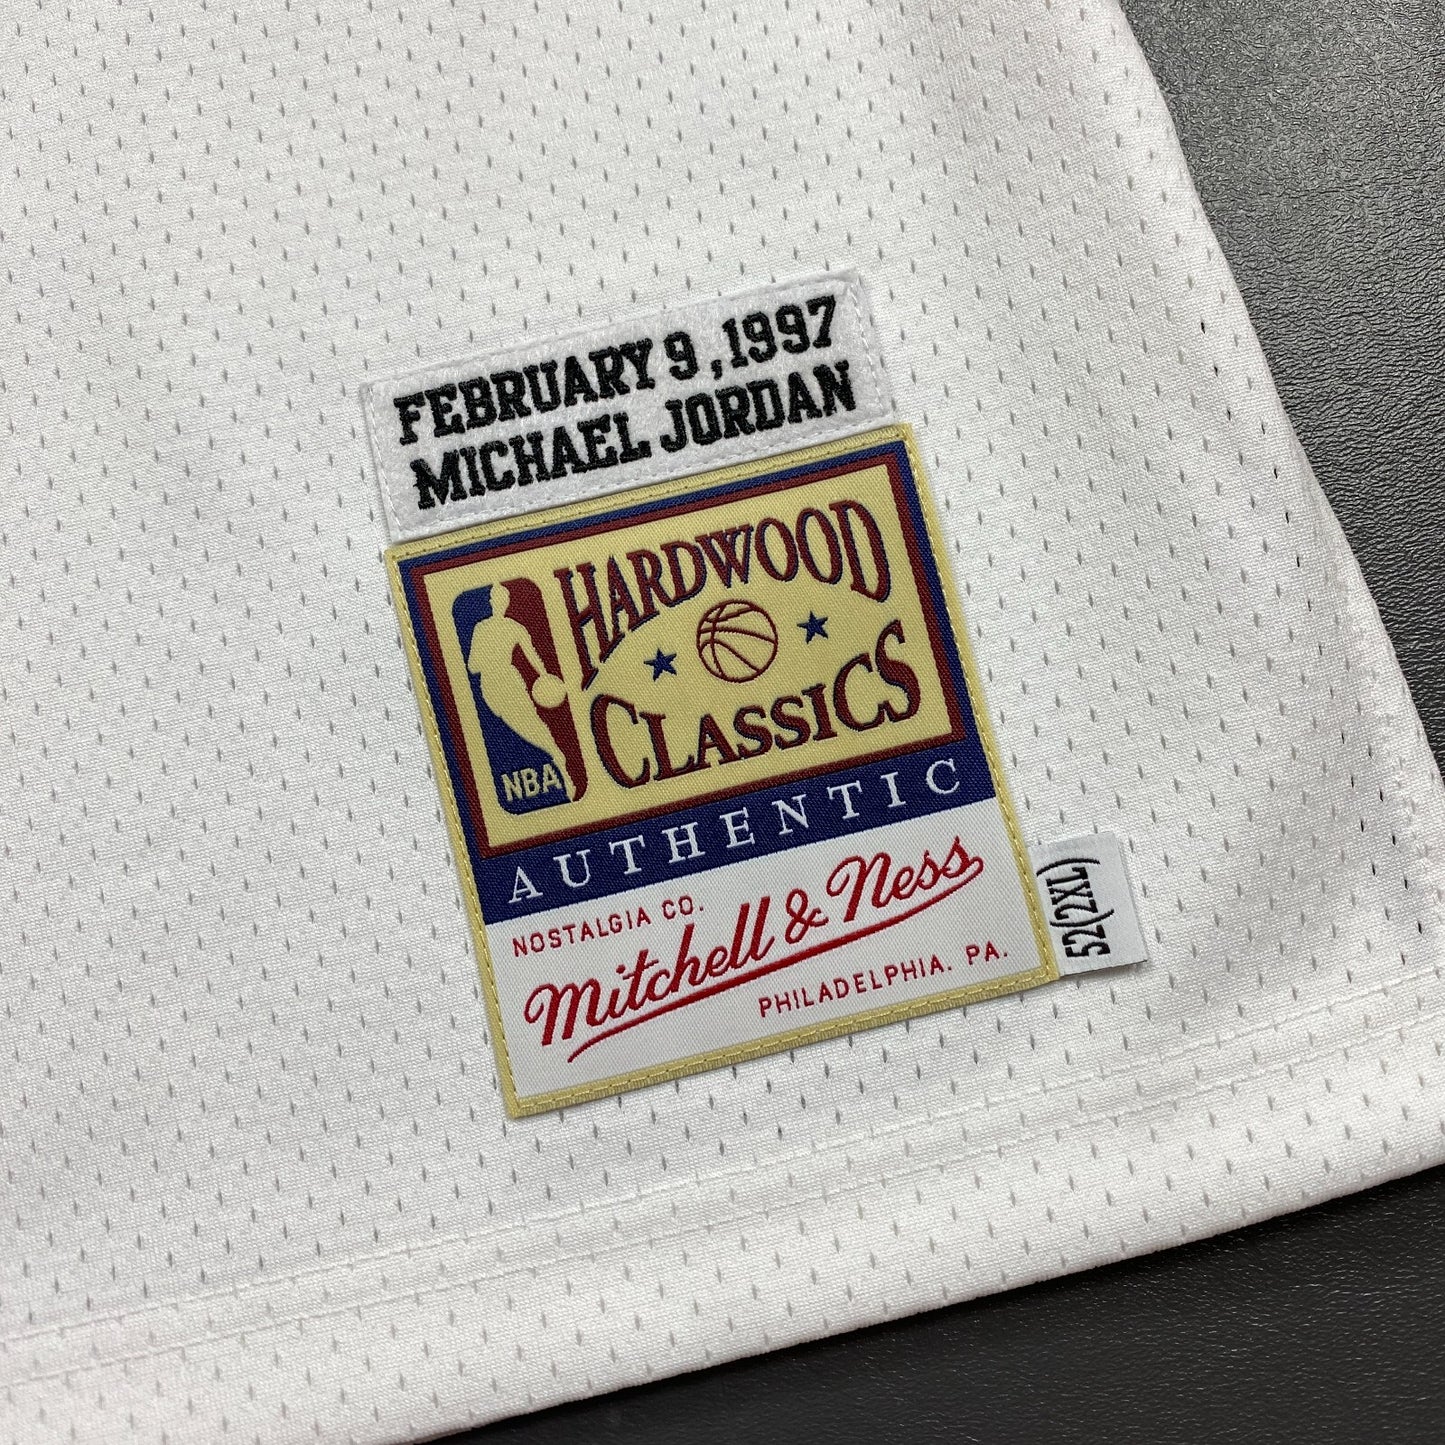 FEBRUARY 9, 1997
MICHAEL JORDAN
HARDWOOD
CLASSICS
NBA
AUTHENTIC
NOSTALGIA CO.
Mitchell & Ness
PHILADELPHIA. PA.
52(2XL)